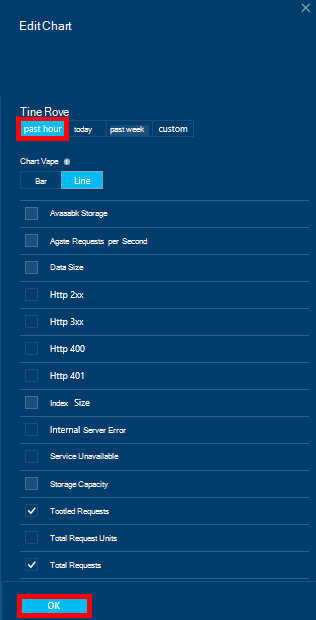 Edit Chart
Tine Rove
past hour today past week custom
Chart Vape
Bar Line
Avaaabk Storage
Agate Requests per Second
Data Size
Http 2xx
Http 3xx
Http 400
Http 401
Index Size
Internal Server Error
Service Unavailable
Storage Capacity
Tootled Requests
Total Request Units
Total Requests
OK